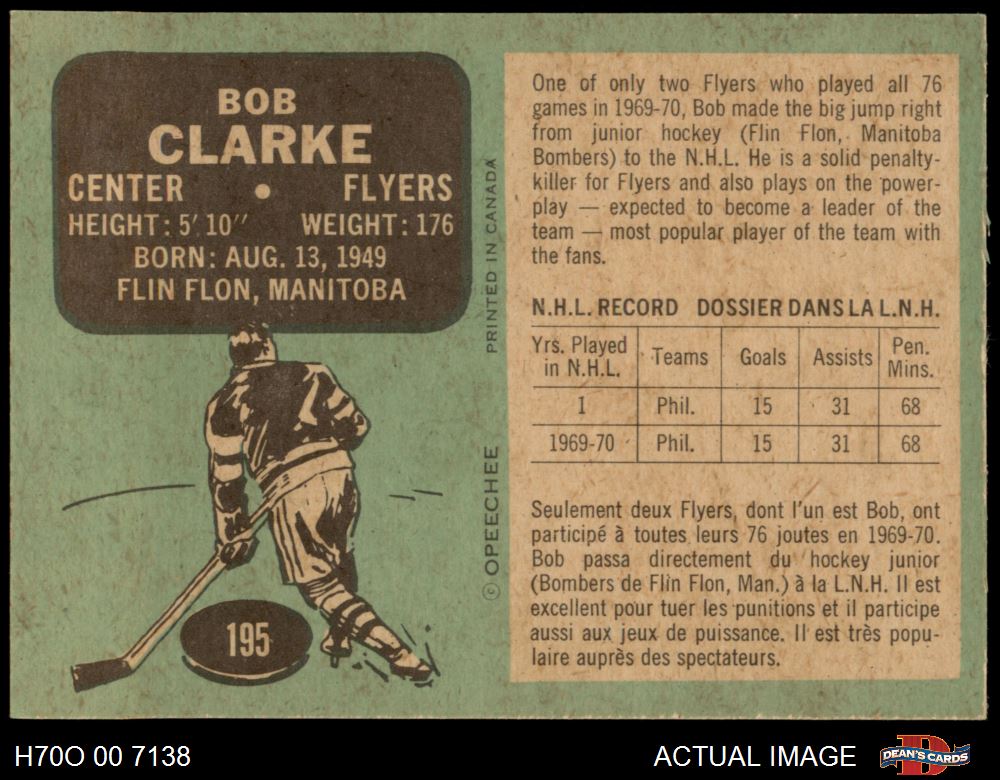 BOB
CLARKE
CENTER • FLYERS
HEIGHT: 5' 10" WEIGHT: 176
BORN: AUG. 13, 1949
FLIN FLON, MANITOBA
195
© OPEECHEE PRINTED IN CANADA
One of only two Flyers who played all 76
games in 1969-70, Bob made the big jump right
from junior hockey (Flin Flon, Manitoba
Bombers) to the N.H.L. He is a solid penalty-
killer for Flyers and also plays on the power-
play — expected to become a leader of the
team — most popular player of the team with
the fans.
N.H.L. RECORD DOSSIER DANS LA L.N.H.
Yrs. Played in N.H.L. Teams Goals Assists Pen. Mins.
1 Phil. 15 31 68
1969-70 Phil. 15 31 68
Seulement deux Flyers, dont l'un est Bob, ont
participé à toutes leurs 76 joutes en 1969-70.
Bob passa directement du hockey junior
(Bombers de Flin Flon, Man.) à la L.N.H. Il est
excellent pour tuer les punitions et il participe
aussi aux jeux de puissance. Il est très popu-
laire auprès des spectateurs.
H70O 00 7138
ACTUAL IMAGE
DEAN'S CARDS